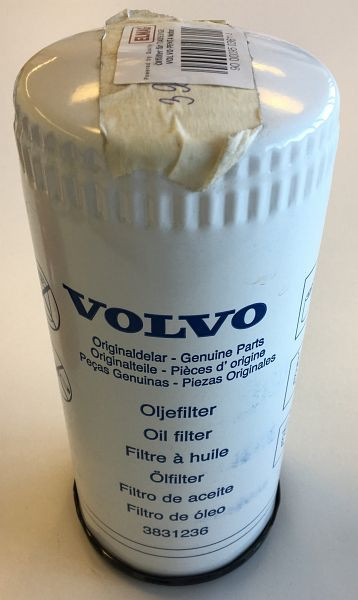 ELMAG
VOLVO
Originaldelar - Genuine Parts
Originalteile - Pièces d' origine
Peças Genuinas - Piezas Originales
Oljefilter
Oil filter
Filtre à huile
Ölfilter
Filtro de aceite
Filtro de óleo
3831236